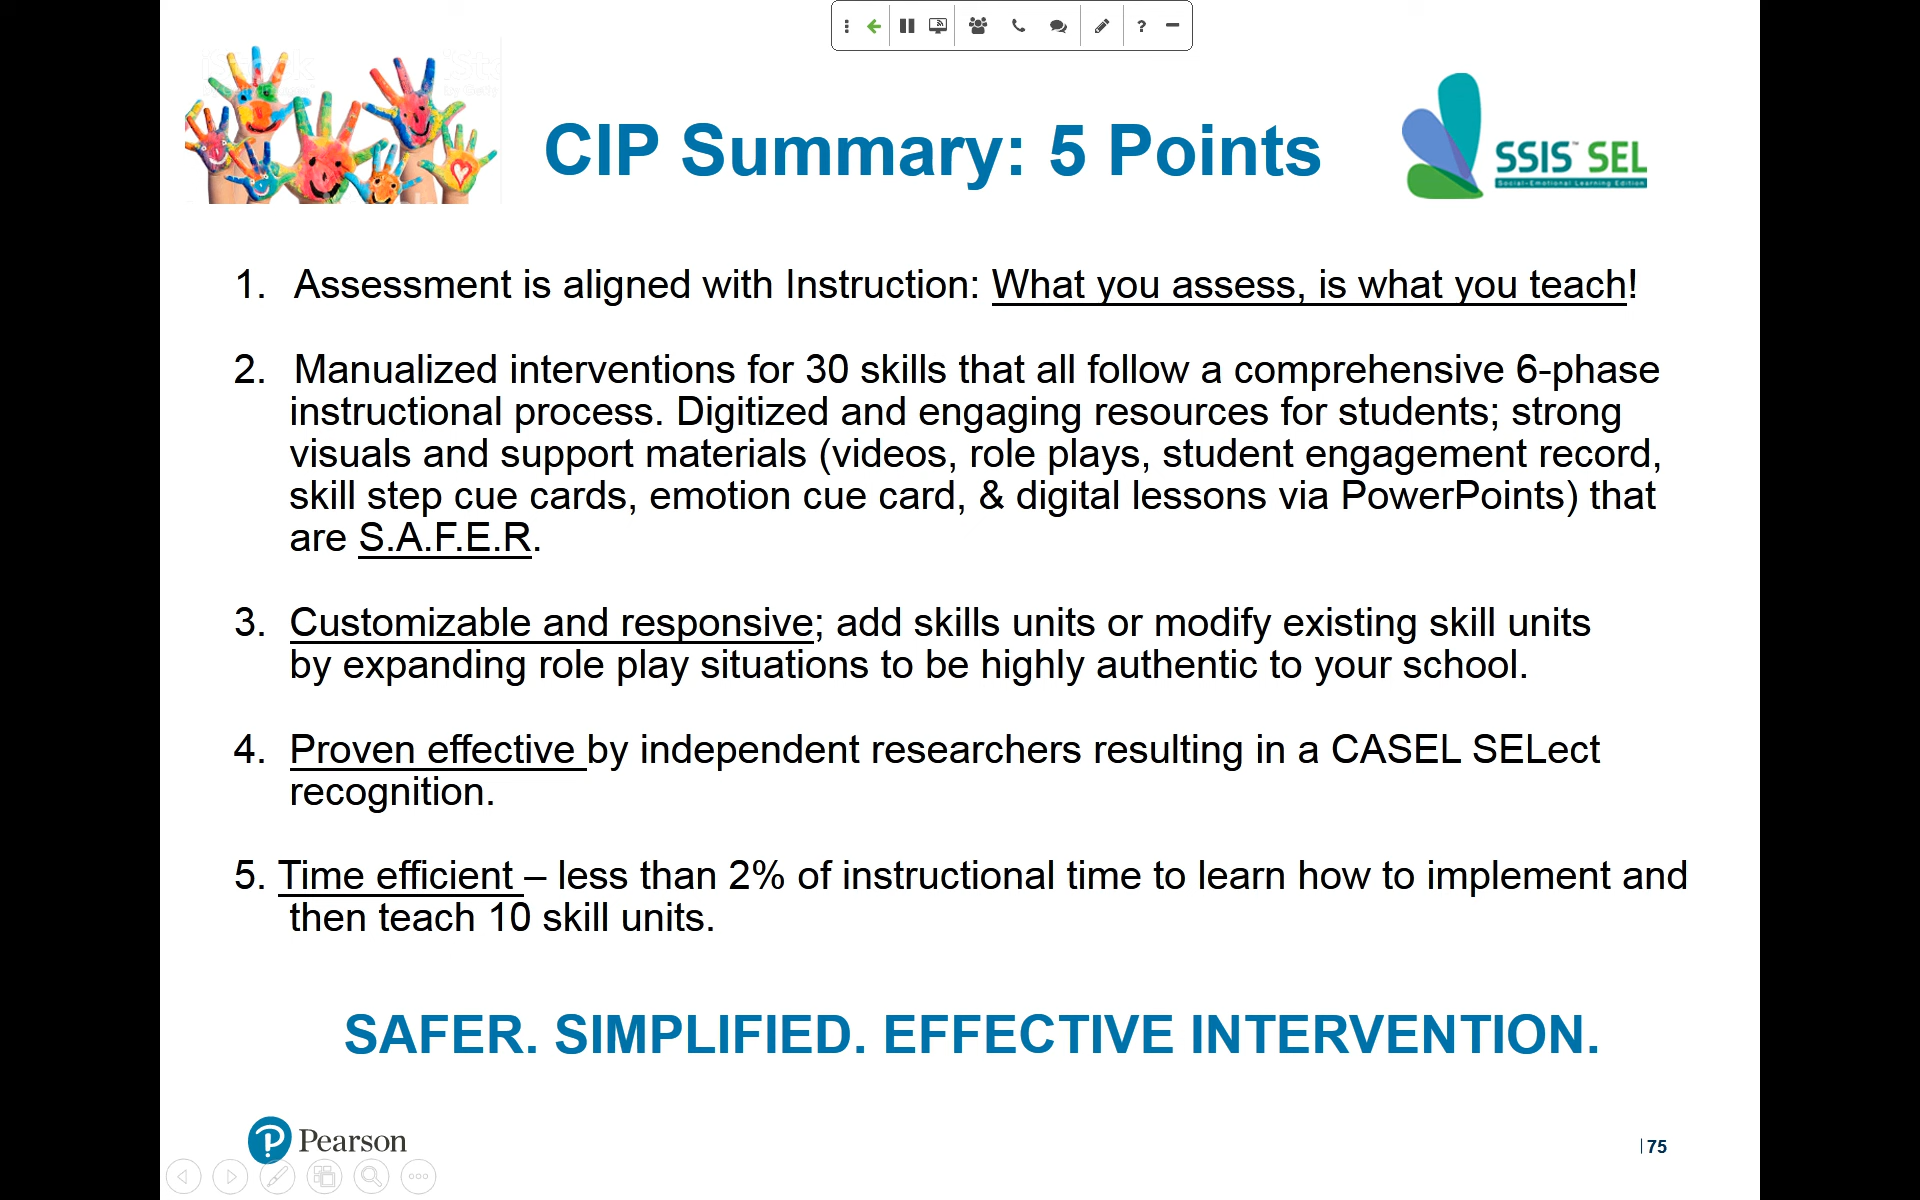 CIP Summary: 5 Points
SSIS™ SEL
Social-Emotional Learning Edition
1. Assessment is aligned with Instruction: What you assess, is what you teach!
2. Manualized interventions for 30 skills that all follow a comprehensive 6-phase
instructional process. Digitized and engaging resources for students; strong
visuals and support materials (videos, role plays, student engagement record,
skill step cue cards, emotion cue card, & digital lessons via PowerPoints) that
are S.A.F.E.R.
3. Customizable and responsive; add skills units or modify existing skill units
by expanding role play situations to be highly authentic to your school.
4. Proven effective by independent researchers resulting in a CASEL SELect
recognition.
5. Time efficient – less than 2% of instructional time to learn how to implement and
then teach 10 skill units.
SAFER. SIMPLIFIED. EFFECTIVE INTERVENTION.
Pearson
|75